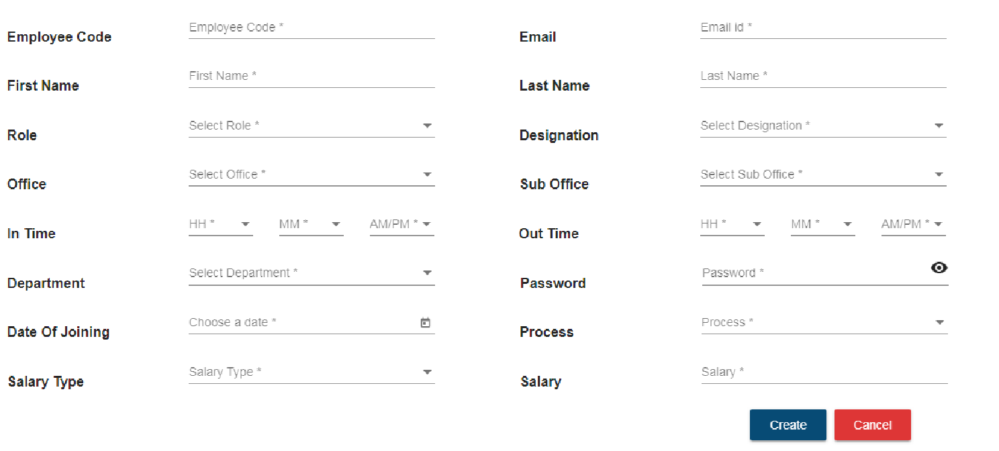 Employee Code Employee Code * Email Email id *
First Name First Name * Last Name Last Name *
Role Select Role * Designation Select Designation *
Office Select Office * Sub Office Select Sub Office *
In Time HH * MM * AM/PM * Out Time HH * MM * AM/PM *
Department Select Department * Password Password *
Date Of Joining Choose a date * Process Process *
Salary Type Salary Type * Salary Salary *
Create Cancel